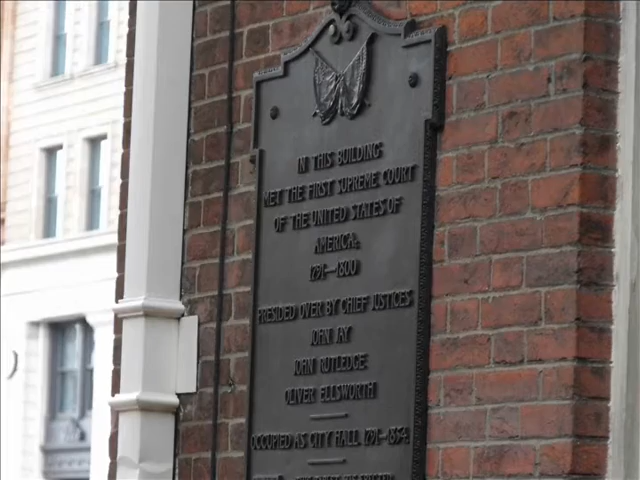 IN THIS BUILDING
MET THE FIRST SUPREME COURT
OF THE UNITED STATES OF
AMERICA,
1791—1800
PRESIDED OVER BY CHIEF JUSTICES
JOHN JAY
JOHN RUTLEDGE
OLIVER ELLSWORTH
OCCUPIED AS CITY HALL, 1791-1854